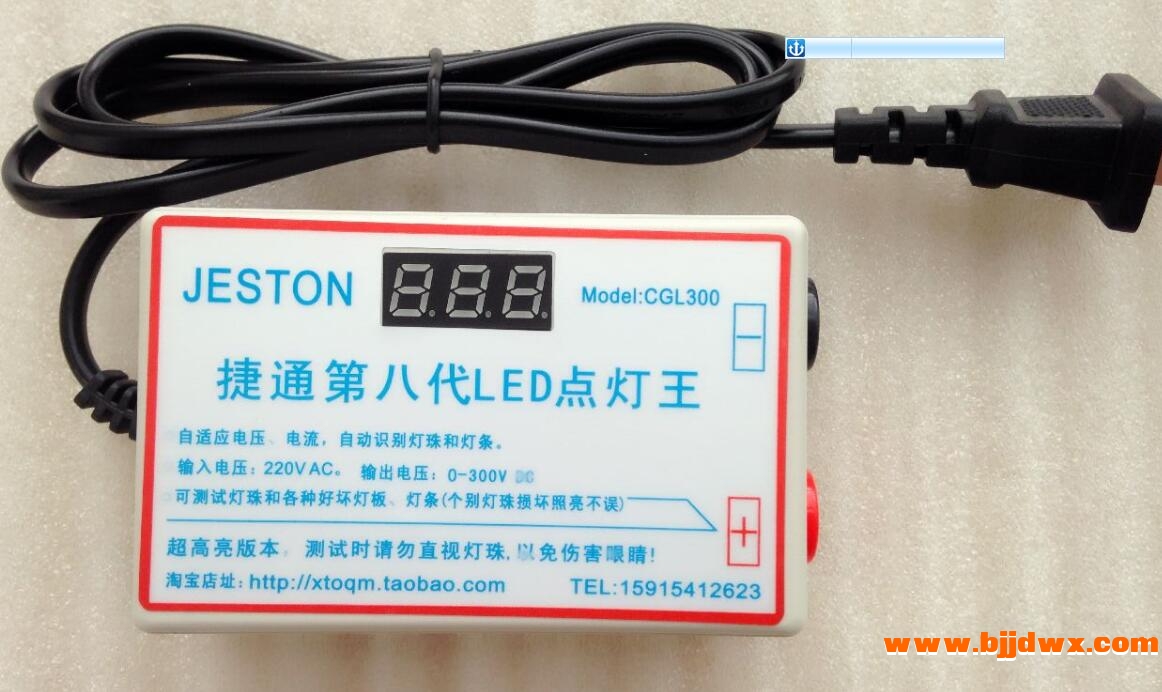 JESTON
Model:CGL300
捷通第八代LED点灯王
自适应电压、电流，自动识别灯珠和灯条。
输入电压：220VAC。 输出电压：0-300V DC
可测试灯珠和各种好坏灯板、灯条(个别灯珠损坏照亮不误)
超高亮版本，测试时请勿直视灯珠,以免伤害眼睛!
淘宝店址：http://xtoqm.taobao.com
TEL:15915412623
－
＋
www.bjjdwx.com